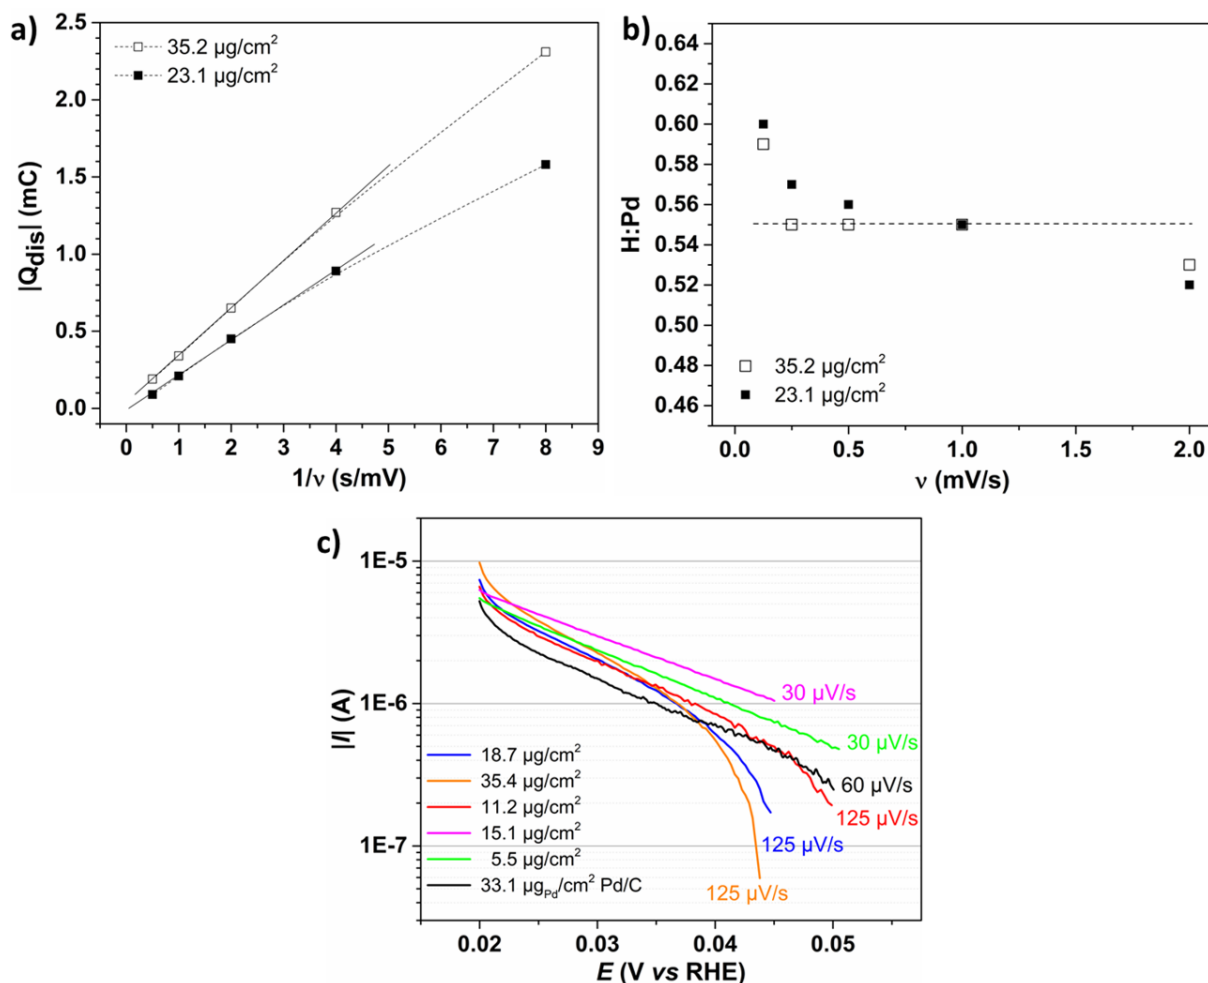 a)
2.5
2.0
1.5
1.0
0.5
0.0
|Q_dis| (mC)
35.2 µg/cm²
23.1 µg/cm²
0 1 2 3 4 5 6 7 8 9
1/ν (s/mV)
b)
0.64
0.62
0.60
0.58
0.56
0.54
0.52
0.50
0.48
0.46
H:Pd
35.2 µg/cm²
23.1 µg/cm²
0.0 0.5 1.0 1.5 2.0
ν (mV/s)
c)
1E-5
1E-6
1E-7
|I| (A)
30 µV/s
30 µV/s
60 µV/s
125 µV/s
125 µV/s
125 µV/s
18.7 µg/cm²
35.4 µg/cm²
11.2 µg/cm²
15.1 µg/cm²
5.5 µg/cm²
33.1 µg_Pd/cm² Pd/C
0.02 0.03 0.04 0.05
E (V vs RHE)